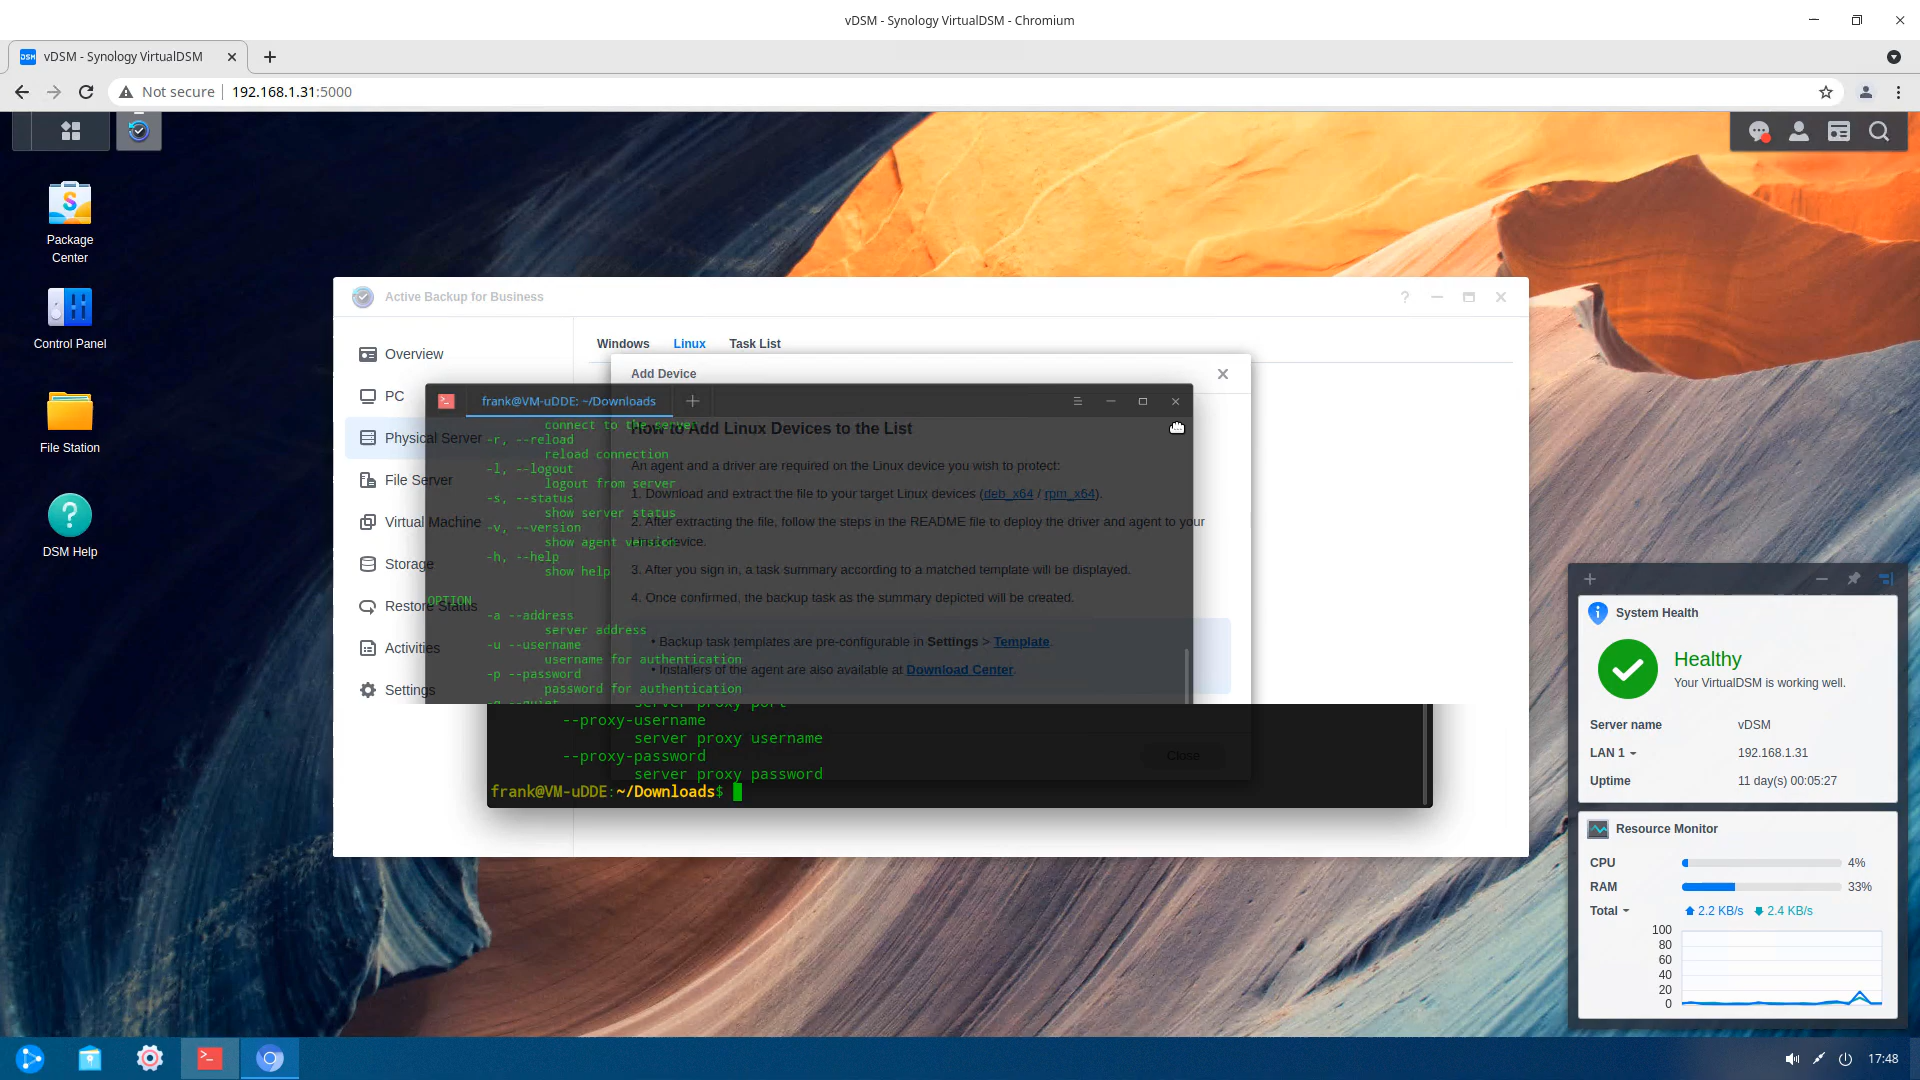 vDSM - Synology VirtualDSM - Chromium
vDSM - Synology VirtualDSM
Not secure
192.168.1.31:5000
Package
Center
Control Panel
File Station
DSM Help
Active Backup for Business
Overview
PC
Physical Server
File Server
Virtual Machine
Storage
Restore Status
Activities
Settings
Windows
Linux
Task List
Add Device
How to Add Linux Devices to the List
An agent and a driver are required on the Linux device you wish to protect:
1. Download and extract the file to your target Linux devices (deb_x64 / rpm_x64).
2. After extracting the file, follow the steps in the README file to deploy the driver and agent to your
Linux device.
3. After you sign in, a task summary according to a matched template will be displayed.
4. Once confirmed, the backup task as the summary depicted will be created.
• Backup task templates are pre-configurable in Settings > Template.
• Installers of the agent are also available at Download Center.
Close
frank@VM-uDDE: ~/Downloads
connect to the server
-r, --reload
reload connection
-l, --logout
logout from server
-s, --status
show server status
-v, --version
show agent version
-h, --help
show help
OPTION
-a --address
server address
-u --username
username for authentication
-p --password
password for authentication
server proxy port
--proxy-username
server proxy username
--proxy-password
server proxy password
frank@VM-uDDE:~/Downloads$
System Health
Healthy
Your VirtualDSM is working well.
Server name
vDSM
LAN 1
192.168.1.31
Uptime
11 day(s) 00:05:27
Resource Monitor
CPU
4%
RAM
33%
Total
2.2 KB/s
2.4 KB/s
100
80
60
40
20
0
17:48